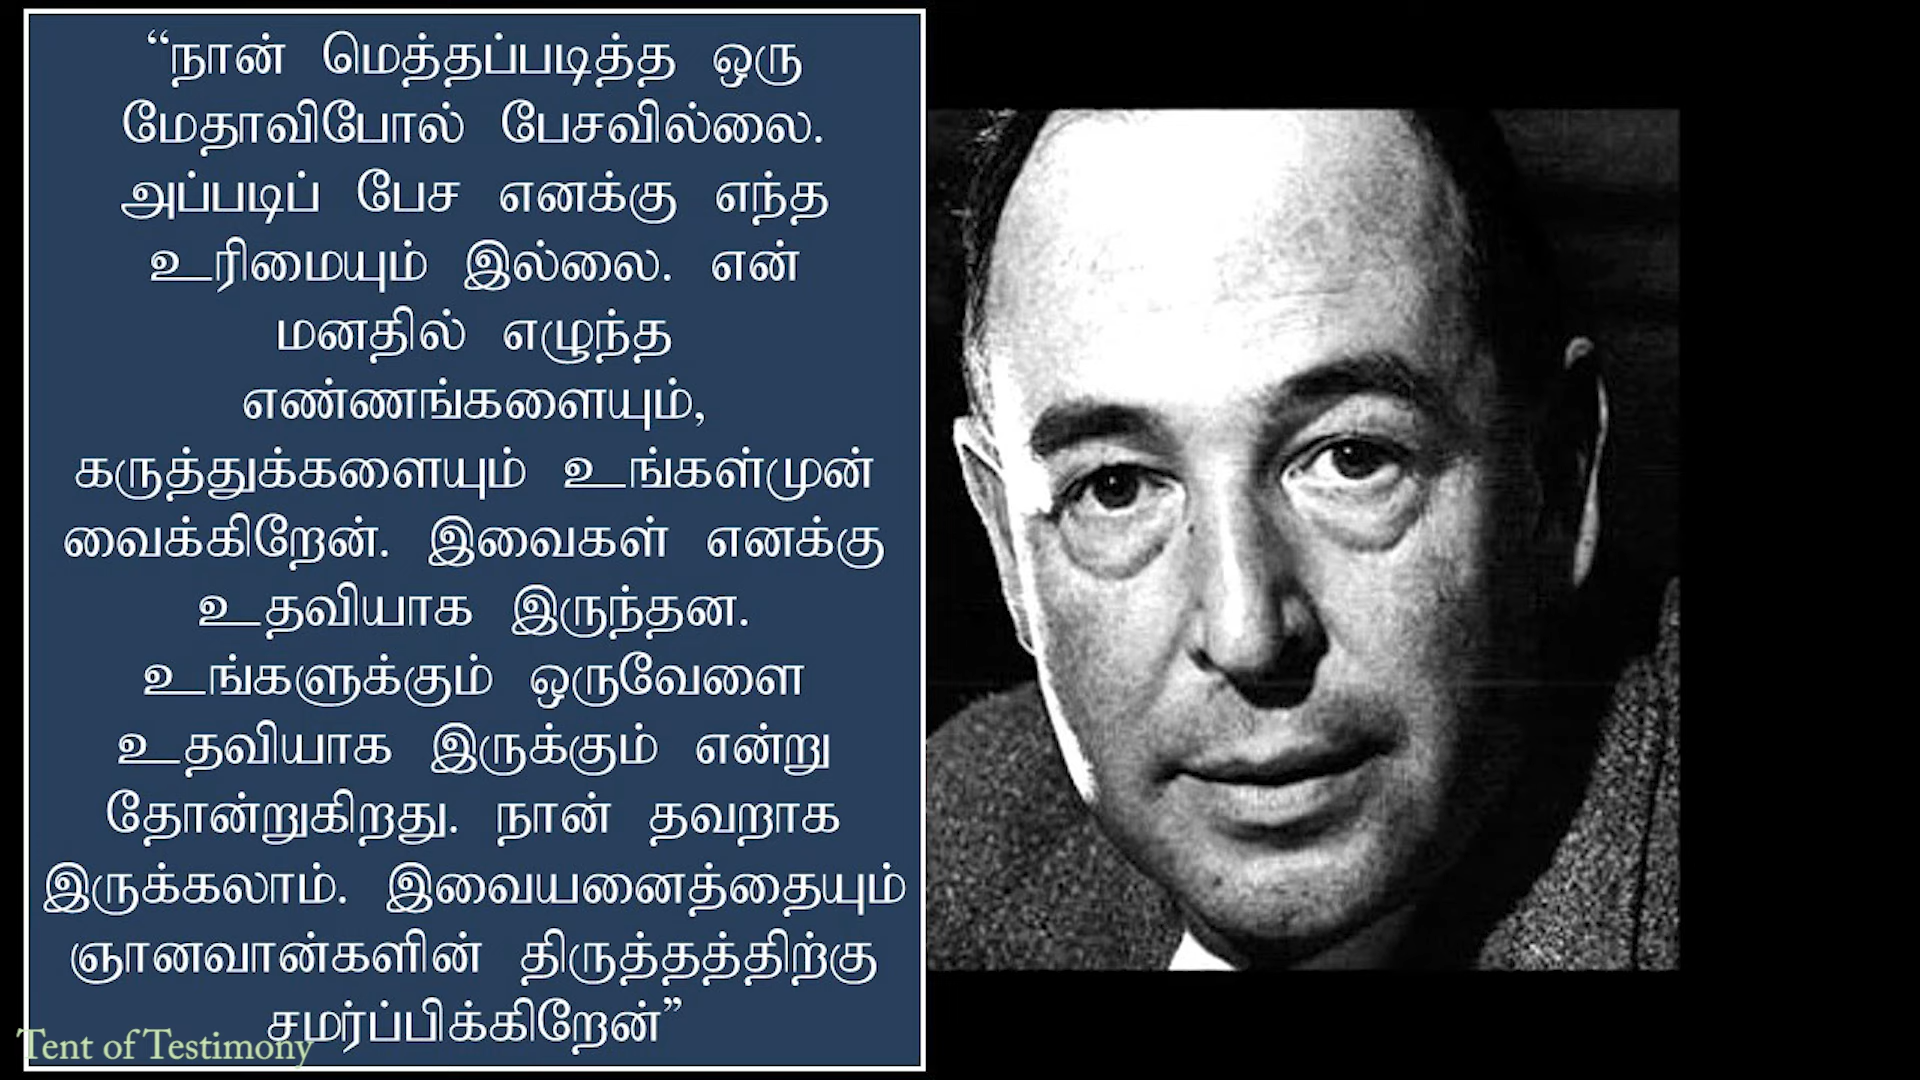 “நான் மெத்தப்படித்த ஒரு
மேதாவிபோல் பேசவில்லை.
அப்படிப் பேச எனக்கு எந்த
உரிமையும் இல்லை. என்
மனதில் எழுந்த
எண்ணங்களையும்,
கருத்துக்களையும் உங்கள்முன்
வைக்கிறேன். இவைகள் எனக்கு
உதவியாக இருந்தன.
உங்களுக்கும் ஒருவேளை
உதவியாக இருக்கும் என்று
தோன்றுகிறது. நான் தவறாக
இருக்கலாம். இவையனைத்தையும்
ஞானவான்களின் திருத்தத்திற்கு
சமர்ப்பிக்கிறேன்”
Tent of Testimony